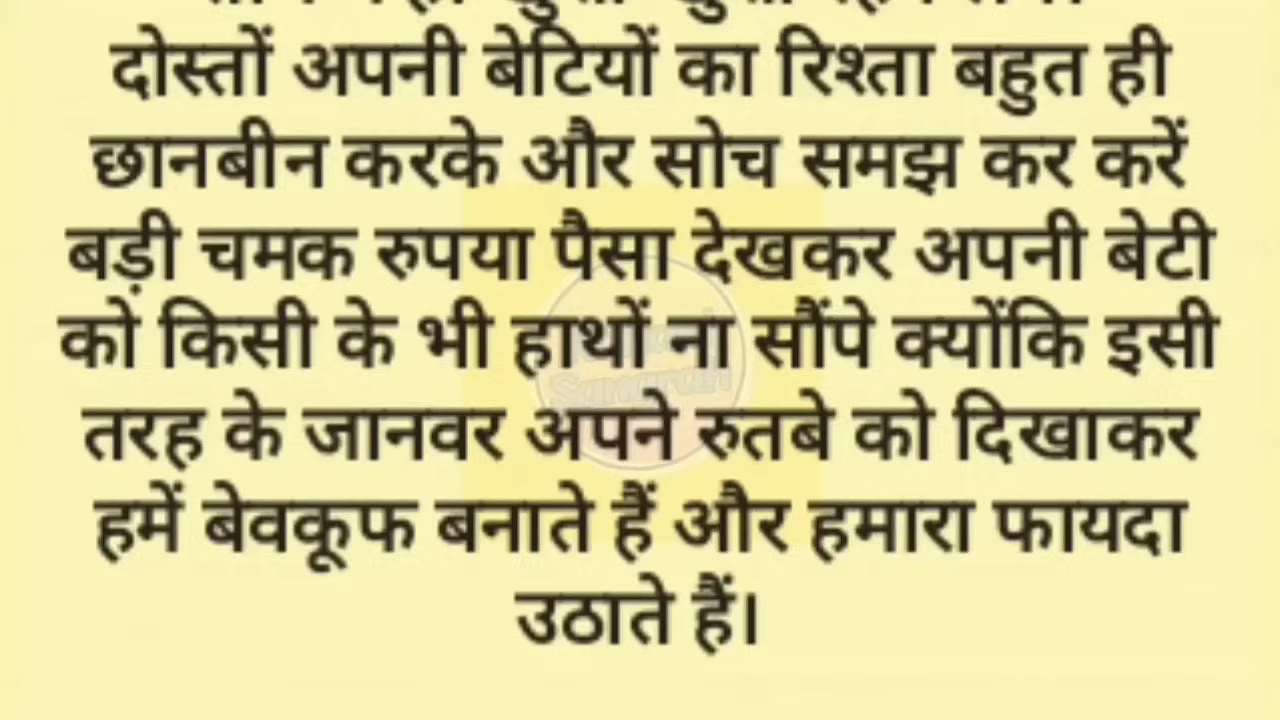 दोस्तों अपनी बेटियों का रिश्ता बहुत ही
छानबीन करके और सोच समझ कर करें
बड़ी चमक रुपया पैसा देखकर अपनी बेटी
को किसी के भी हाथों ना सौंपे क्योंकि इसी
तरह के जानवर अपने रुतबे को दिखाकर
हमें बेवकूफ बनाते हैं और हमारा फायदा
उठाते हैं।